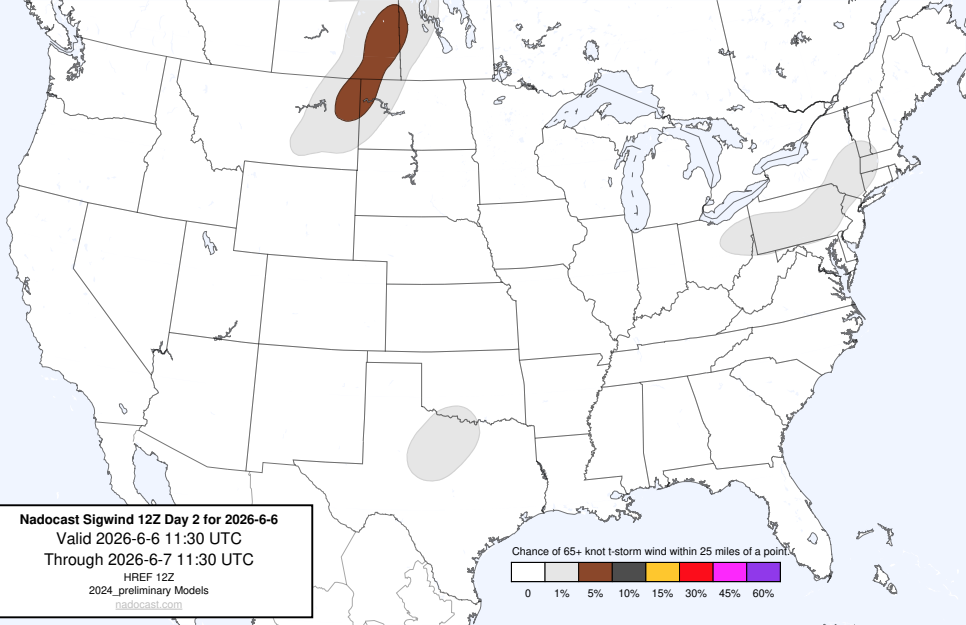 Nadocast Sigwind 12Z Day 2 for 2026-6-6
Valid 2026-6-6 11:30 UTC
Through 2026-6-7 11:30 UTC
HREF 12Z
2024_preliminary Models
nadocast.com
Chance of 65+ knot t-storm wind within 25 miles of a point.
0 1% 5% 10% 15% 30% 45% 60%